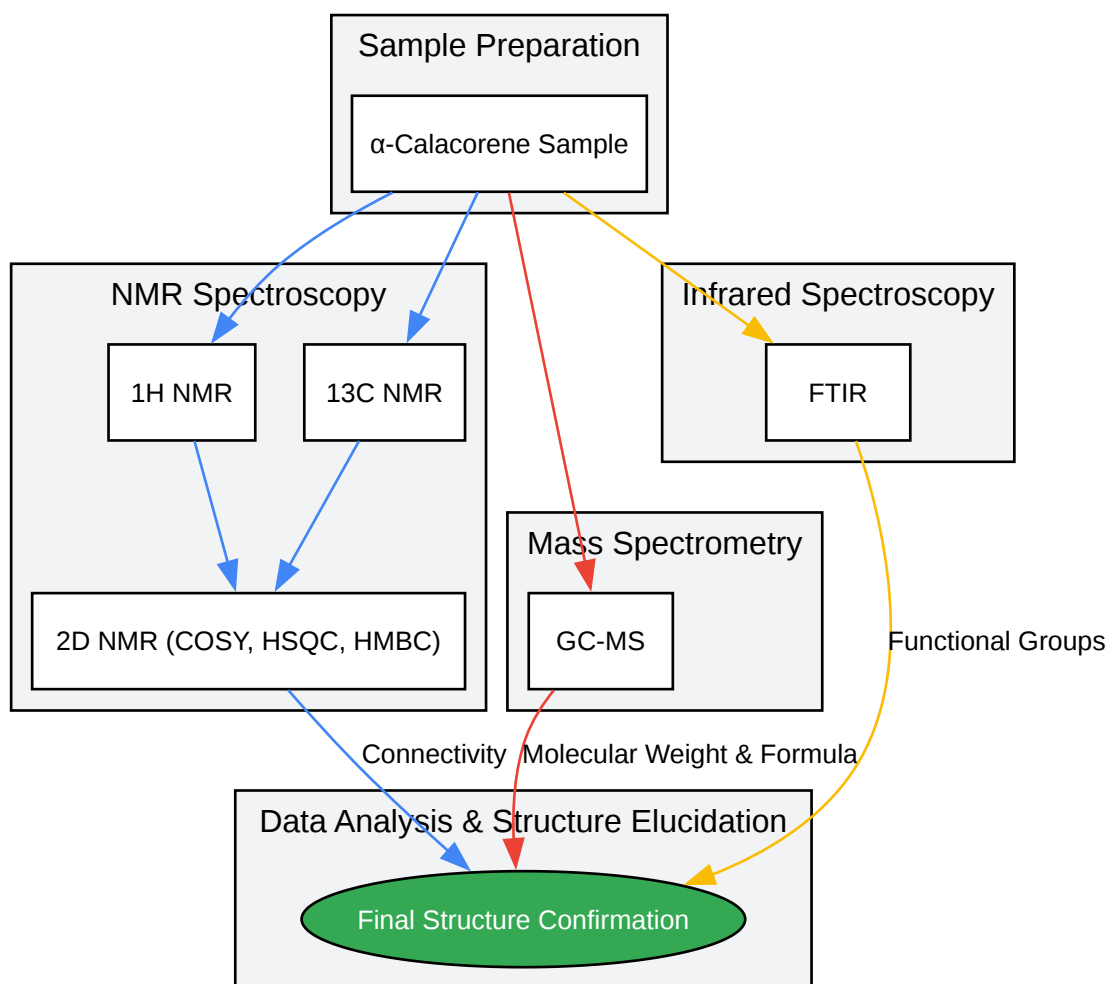 Sample Preparation
α-Calacorene Sample
NMR Spectroscopy
Infrared Spectroscopy
1H NMR
13C NMR
FTIR
Mass Spectrometry
2D NMR (COSY, HSQC, HMBC)
GC-MS
Functional Groups
Connectivity
Molecular Weight & Formula
Data Analysis & Structure Elucidation
Final Structure Confirmation